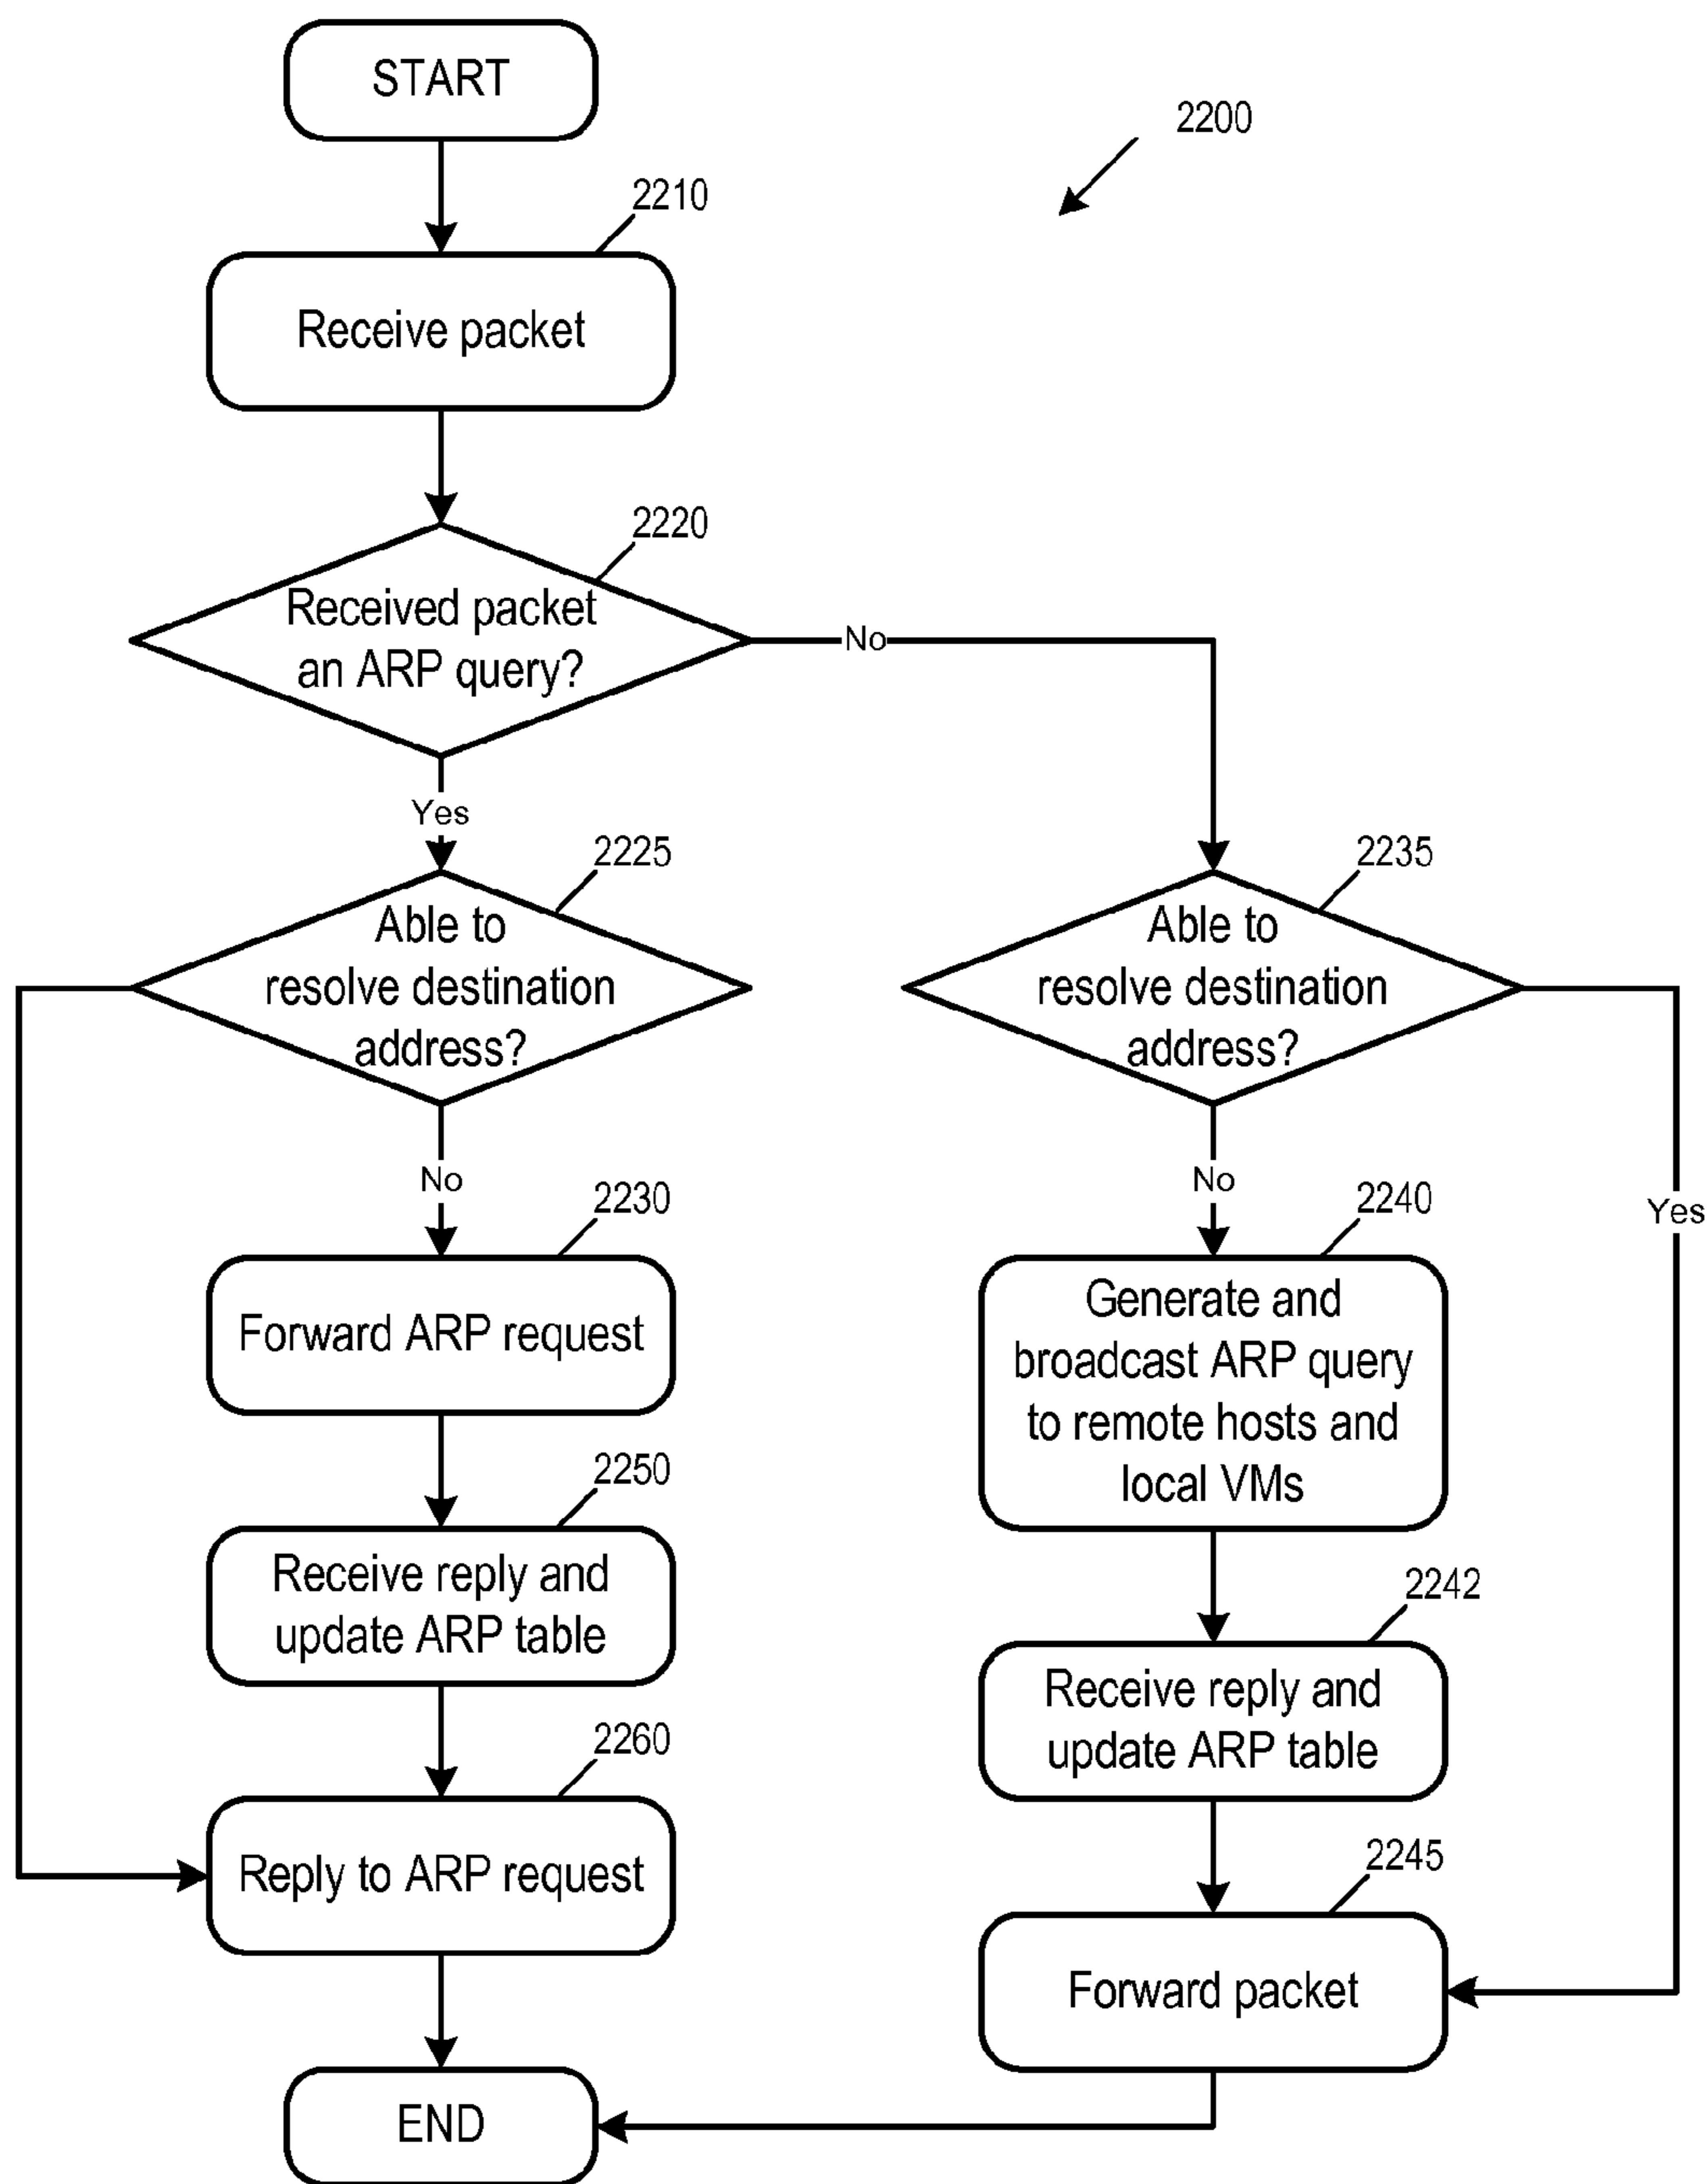 START
2200
2210
Receive packet
2220
Received packet
an ARP query?
No
Yes
2225
Able to
resolve destination
address?
2235
Able to
resolve destination
address?
No
2230
Forward ARP request
No
2240
Generate and
broadcast ARP query
to remote hosts and
local VMs
Yes
2250
Receive reply and
update ARP table
2242
Receive reply and
update ARP table
2260
Reply to ARP request
2245
Forward packet
END